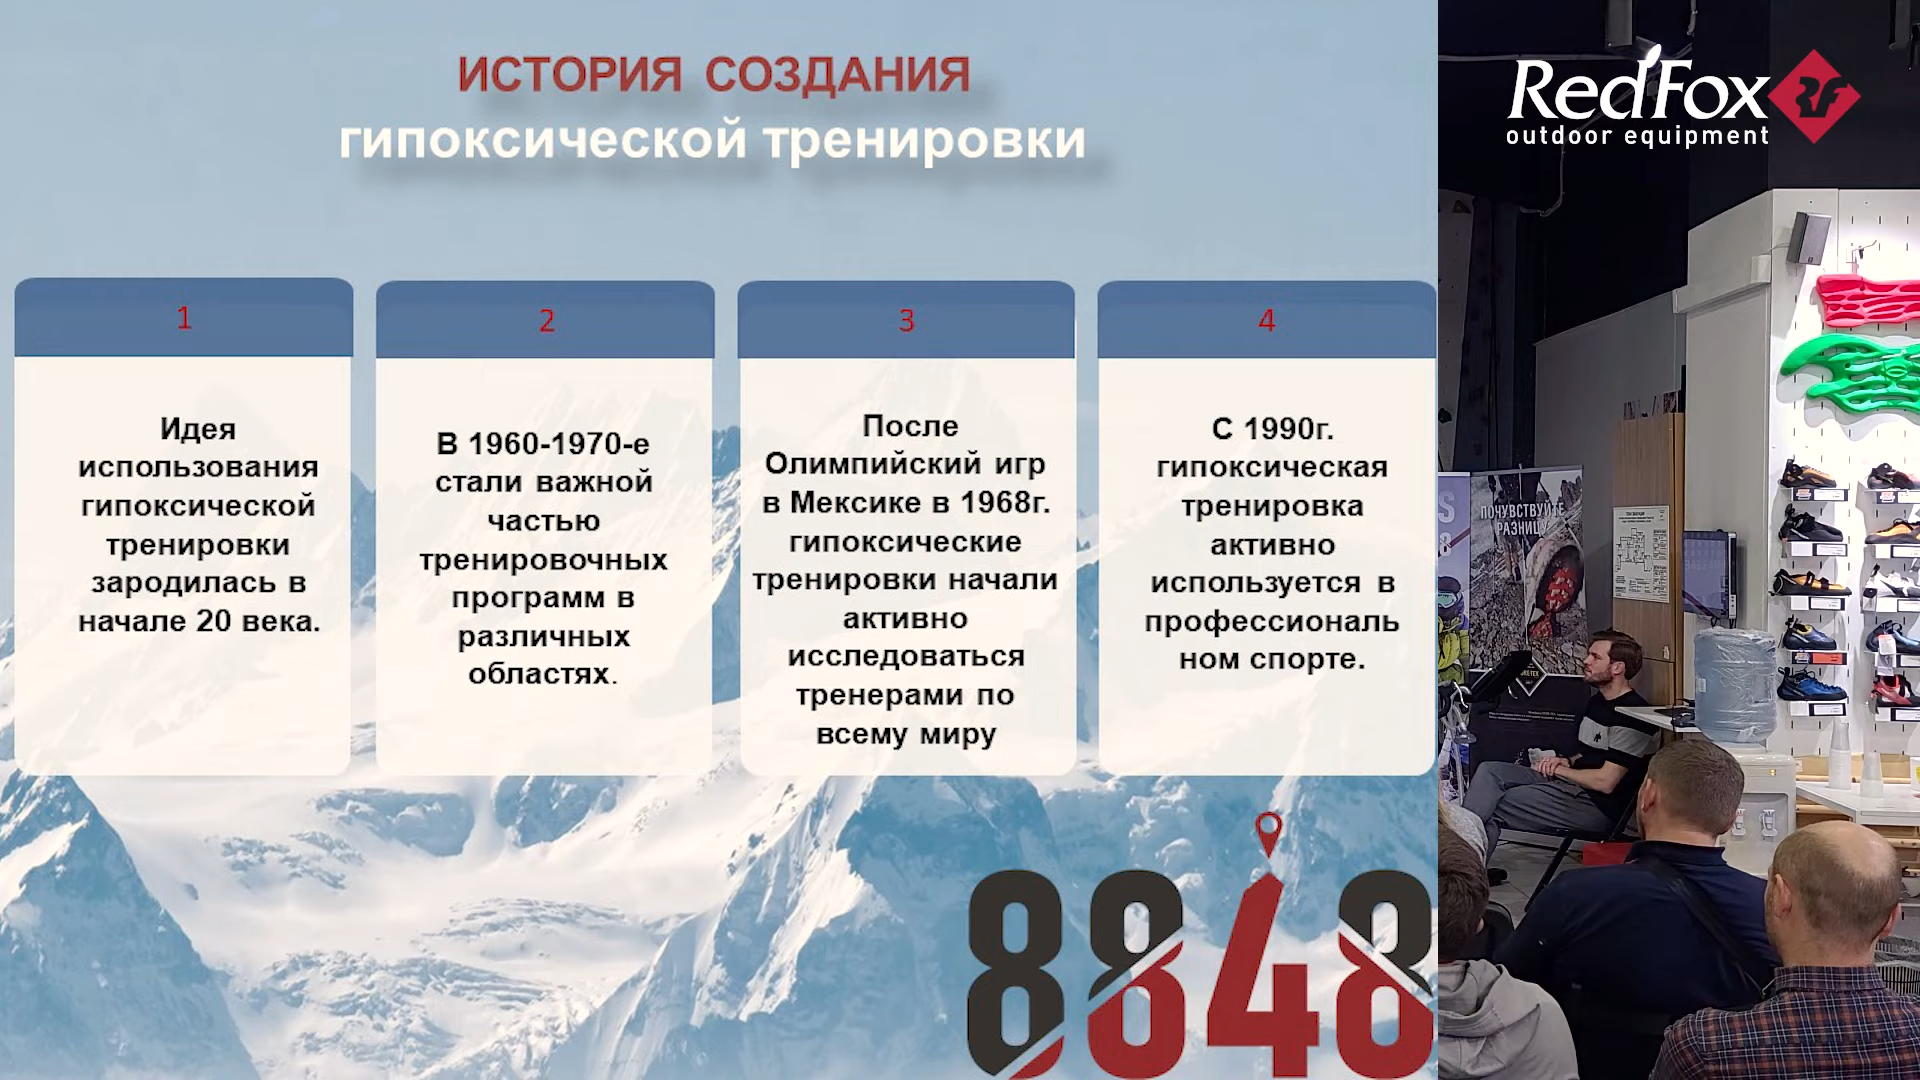 ИСТОРИЯ СОЗДАНИЯ
гипоксической тренировки
1
Идея
использования
гипоксической
тренировки
зародилась в
начале 20 века.
2
В 1960-1970-е
стали важной
частью
тренировочных
программ в
различных
областях.
3
После
Олимпийский игр
в Мексике в 1968г.
гипоксические
тренировки начали
активно
исследоваться
тренерами по
всему миру
4
С 1990г.
гипоксическая
тренировка
активно
используется в
профессиональ
ном спорте.
8848
RedFox
outdoor equipment
ПОЧУВСТВУЙТЕ
РАЗНИЦУ